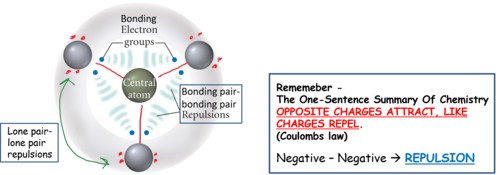 Bonding
Electron
groups
Central
atom
Bonding pair-
bonding pair
Repulsions
Lone pair-
lone pair
repulsions
Rememeber -
The One-Sentence Summary Of Chemistry
OPPOSITE CHARGES ATTRACT, LIKE
CHARGES REPEL.
(Coulombs law)
Negative – Negative → REPULSION